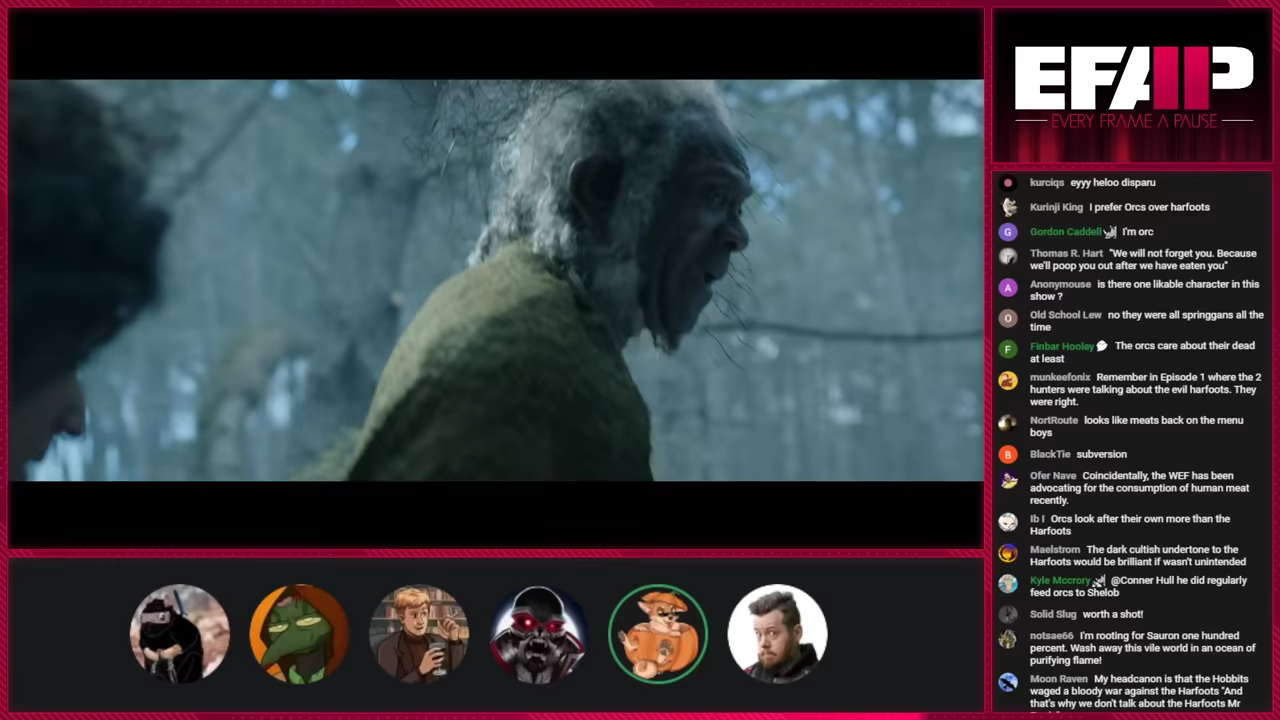 EFAP
EVERY FRAME A PAUSE
kurciqs eyyy heloo disparu
Kurinji King I prefer Orcs over harfoots
G Gordon Caddell I'm orc
Thomas R. Hart "We will not forget you. Because
we'll poop you out after we have eaten you"
A Anonymouse is there one likable character in this
show ?
O Old School Lew no they were all springgans all the
time
F Finbar Hooley The orcs care about their dead
at least
munkeefonix Remember in Episode 1 where the 2
hunters were talking about the evil harfoots. They
were right.
NortRoute looks like meats back on the menu
boys
B BlackTie subversion
Ofer Nave Coincidentally, the WEF has been
advocating for the consumption of human meat
recently.
Ib I Orcs look after their own more than the
Harfoots
Maelstrom The dark cultish undertone to the
Harfoots would be brilliant if wasn't unintended
Kyle Mccrory @Conner Hull he did regularly
feed orcs to Shelob
Solid Slug worth a shot!
notsae66 I'm rooting for Sauron one hundred
percent. Wash away this vile world in an ocean of
purifying flame!
Moon Raven My headcanon is that the Hobbits
waged a bloody war against the Harfoots "And
that's why we don't talk about the Harfoots Mr